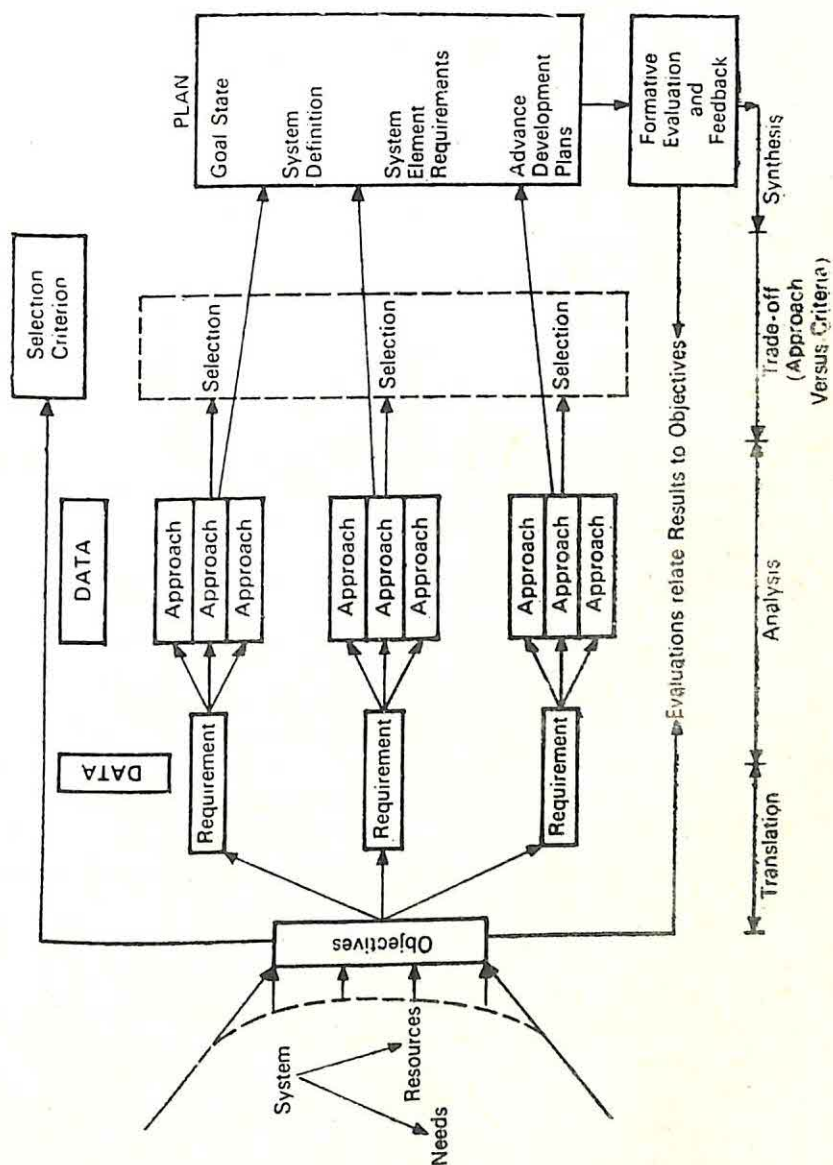 System
Needs
Resources
Objectives
DATA
Requirement
Requirement
Requirement
DATA
Approach
Approach
Approach
Approach
Approach
Approach
Approach
Approach
Approach
Selection
Criterion
Selection
Selection
Selection
PLAN
Goal State
System
Definition
System
Element
Requirements
Advance
Development
Plans
Formative
Evaluation
and
Feedback
Evaluations relate Results to Objectives
Translation
Analysis
Trade-off
(Approach
Versus Criteria)
Synthesis